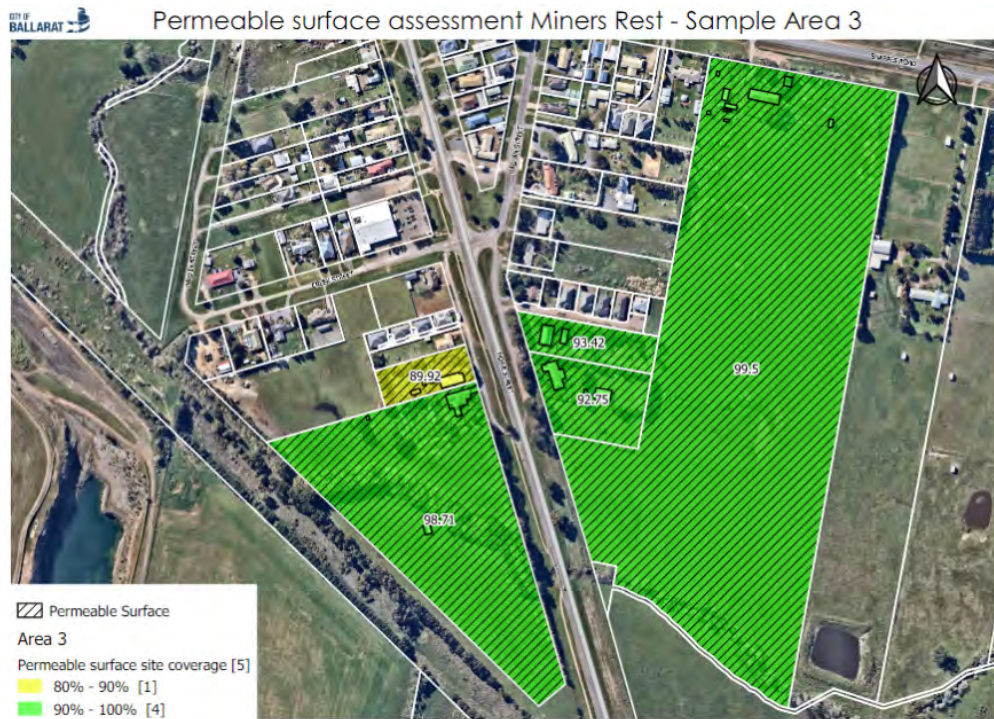 CITY OF
BALLARAT
Permeable surface assessment Miners Rest - Sample Area 3
93.42
89.92
92.75
99.5
98.71
Permeable Surface
Area 3
Permeable surface site coverage [5]
80% - 90% [1]
90% - 100% [4]